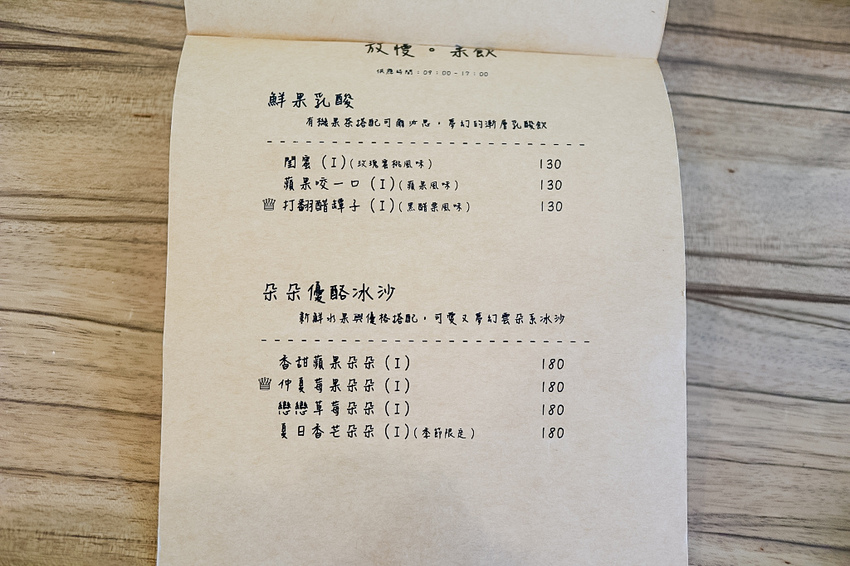 放慢。茶飲
供應時間：09：00-17：00
鮮果乳酸
有機果茶搭配可爾必思，夢幻的漸層乳酸飲
閨蜜(I)(玫瑰蜜桃風味) 130
蘋果咬一口(I)(蘋果風味) 130
打翻醋罈子(I)(黑醋栗風味) 130
朵朵優酪冰沙
新鮮水果與優格搭配，可愛又夢幻雲朵系冰沙
香甜蘋果朵朵(I) 180
仲夏莓果朵朵(I) 180
戀戀草莓朵朵(I) 180
夏日香芒朵朵(I)(季節限定) 180